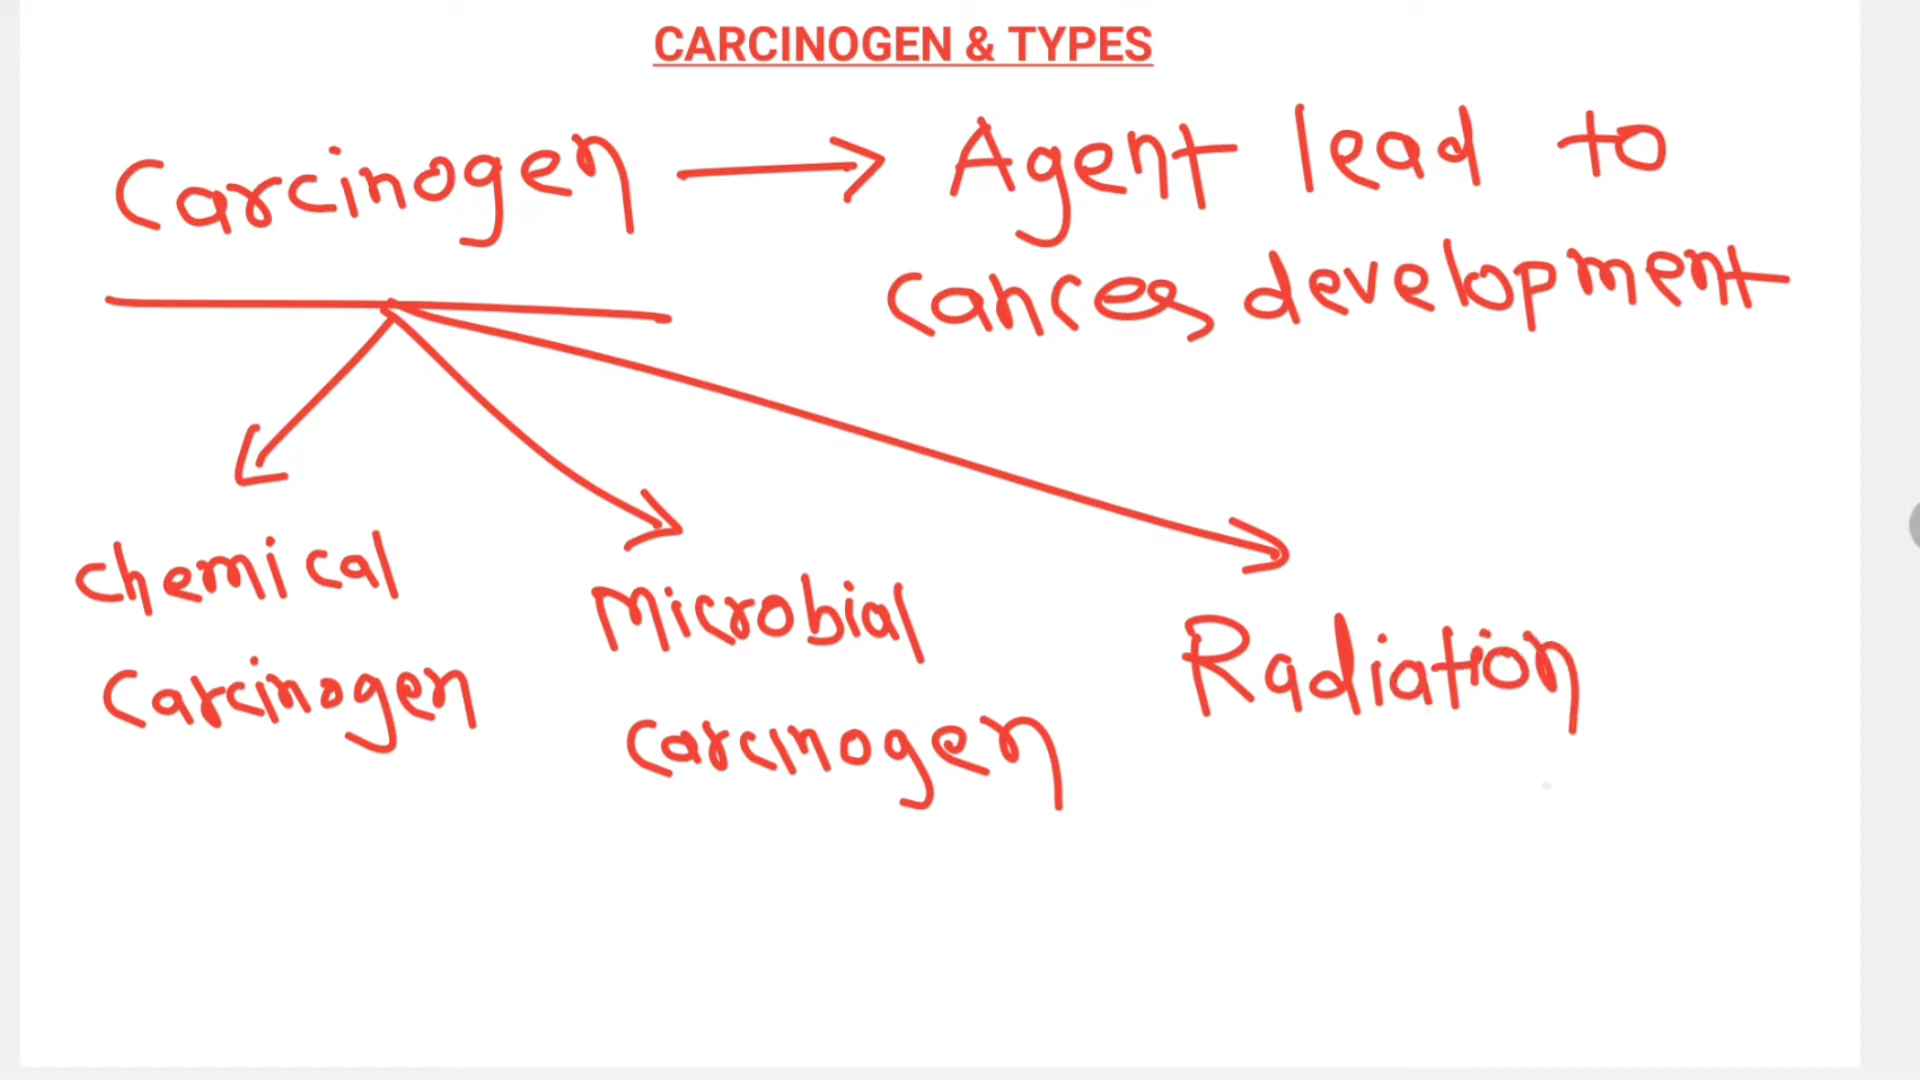 CARCINOGEN & TYPES
Carcinogen → Agent lead to
cancer development
chemical
carcinogen
Microbial
carcinogen
Radiation